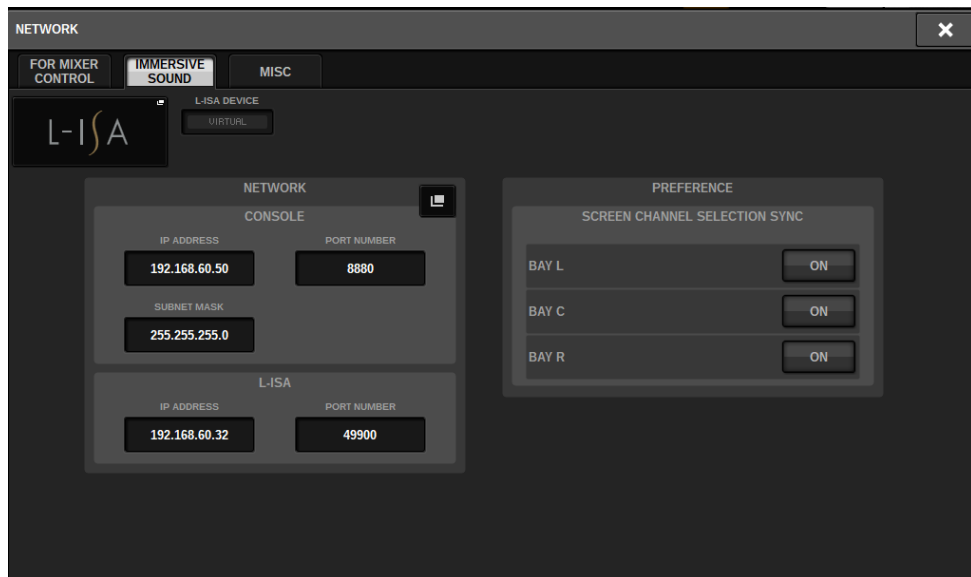 NETWORK
FOR MIXER
CONTROL
IMMERSIVE
SOUND
MISC
L-ISA
L-ISA DEVICE
VIRTUAL
NETWORK
CONSOLE
IP ADDRESS
PORT NUMBER
192.168.60.50
8880
SUBNET MASK
255.255.255.0
L-ISA
IP ADDRESS
PORT NUMBER
192.168.60.32
49900
PREFERENCE
SCREEN CHANNEL SELECTION SYNC
BAY L
ON
BAY C
ON
BAY R
ON